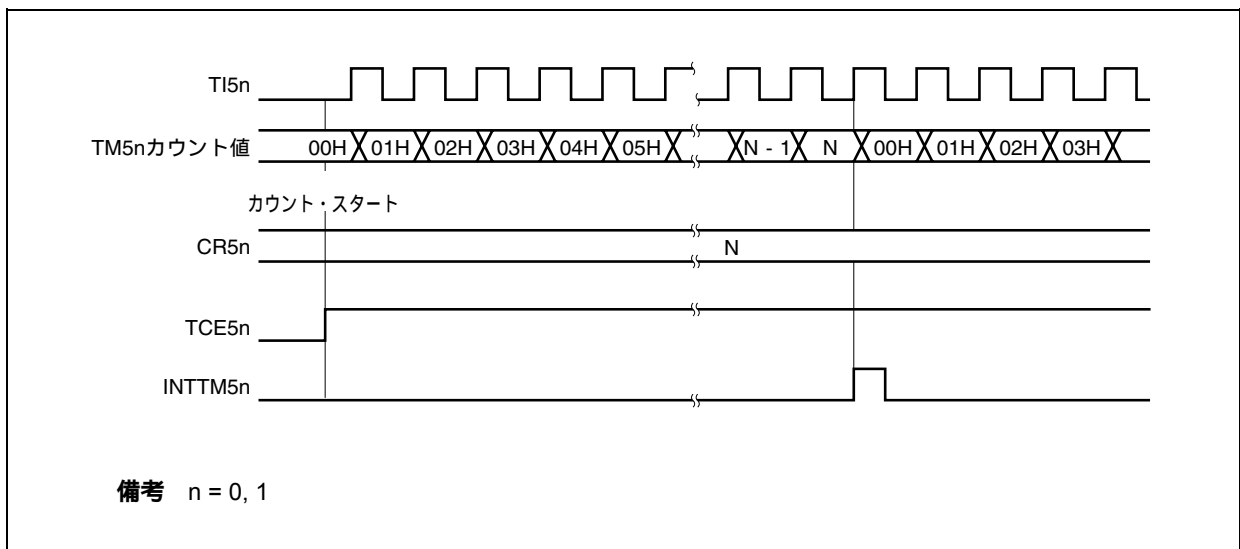 TI5n
TM5nカウント値 00H 01H 02H 03H 04H 05H N - 1 N 00H 01H 02H 03H
カウント・スタート
CR5n N
TCE5n
INTTM5n
備考 n = 0, 1